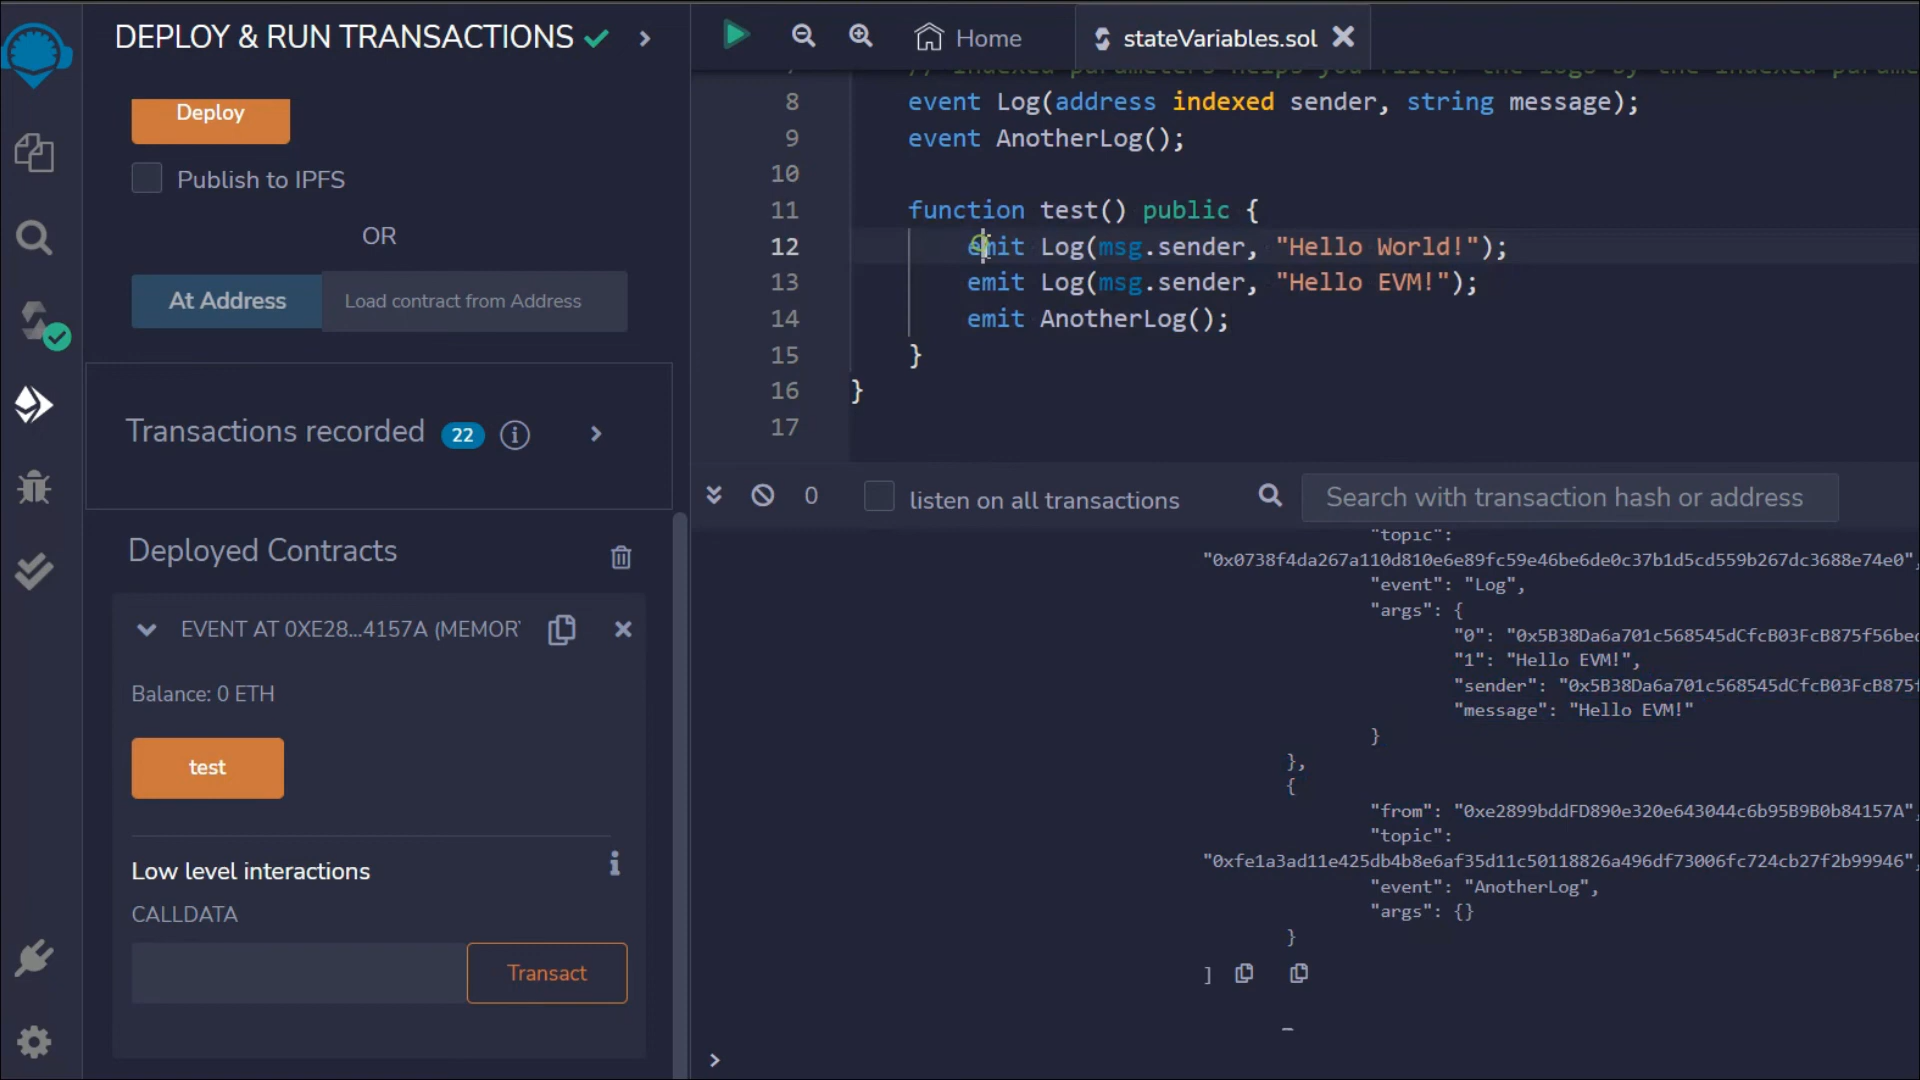 DEPLOY & RUN TRANSACTIONS
Deploy
Publish to IPFS
OR
At Address Load contract from Address
Transactions recorded 22
Deployed Contracts
EVENT AT 0XE28...4157A (MEMOR
Balance: 0 ETH
test
Low level interactions
CALLDATA
Transact
Home stateVariables.sol
8 event Log(address indexed sender, string message);
9 event AnotherLog();
10
11 function test() public {
12 emit Log(msg.sender, "Hello World!");
13 emit Log(msg.sender, "Hello EVM!");
14 emit AnotherLog();
15 }
16 }
17
0 listen on all transactions Search with transaction hash or address
"topic":
"0x0738f4da267a110d810e6e89fc59e46be6de0c37b1d5cd559b267dc3688e74e0",
"event": "Log",
"args": {
"0": "0x5B38Da6a701c568545dCfcB03FcB875f56bed
"1": "Hello EVM!",
"sender": "0x5B38Da6a701c568545dCfcB03FcB875f
"message": "Hello EVM!"
}
},
{
"from": "0xe2899bddFD890e320e643044c6b95B9B0b84157A",
"topic":
"0xfe1a3ad11e425db4b8e6af35d11c50118826a496df73006fc724cb27f2b99946",
"event": "AnotherLog",
"args": {}
}
]
>